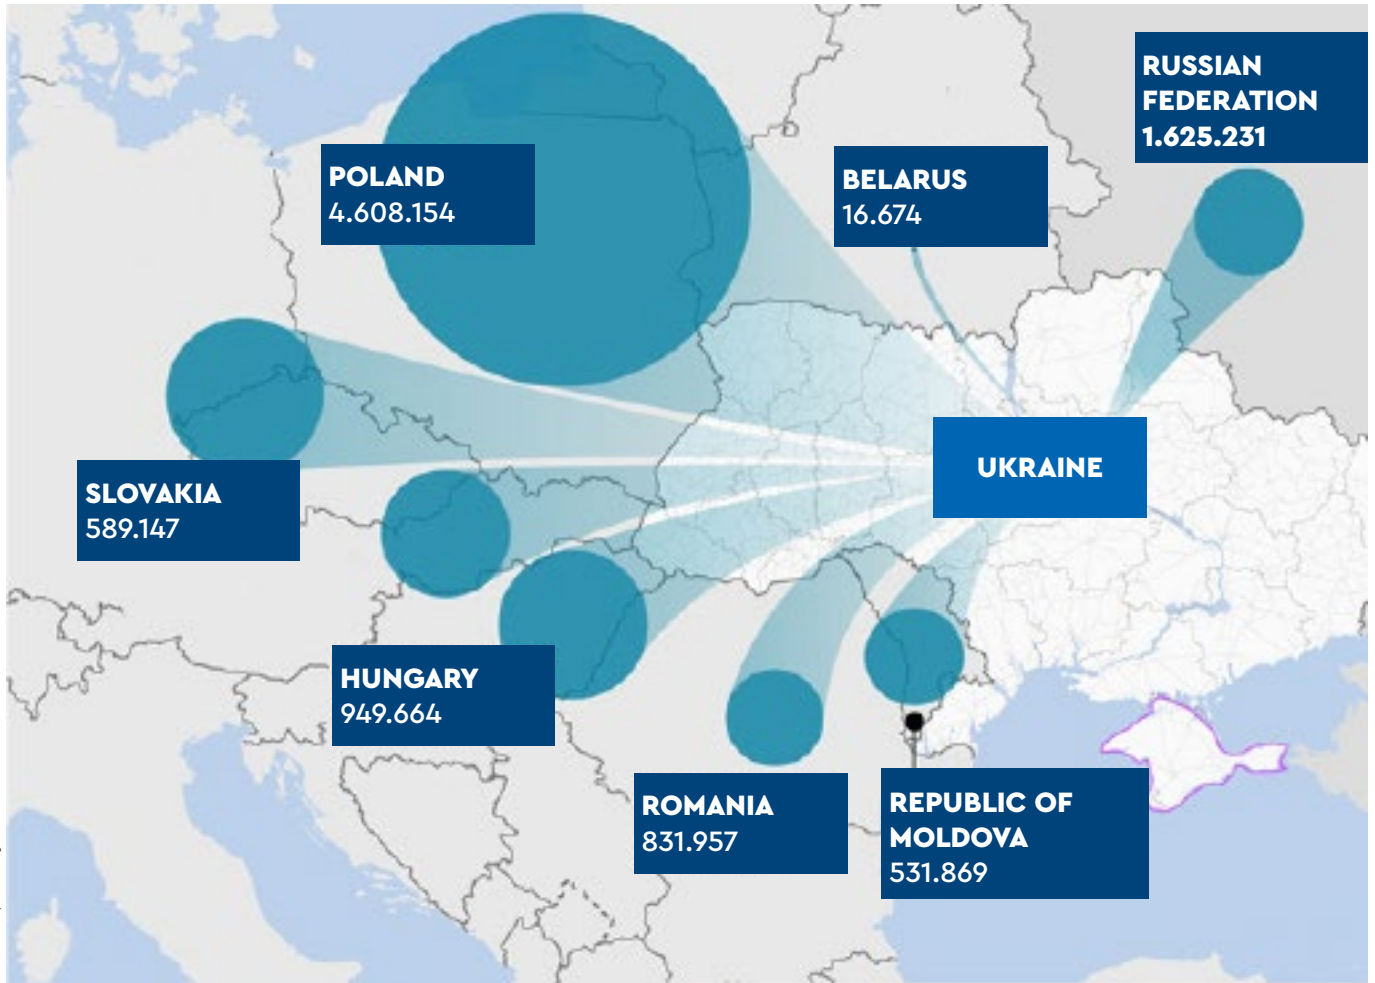 RUSSIAN
FEDERATION
1.625.231
POLAND
4.608.154
BELARUS
16.674
UKRAINE
SLOVAKIA
589.147
HUNGARY
949.664
ROMANIA
831.957
REPUBLIC OF
MOLDOVA
531.869